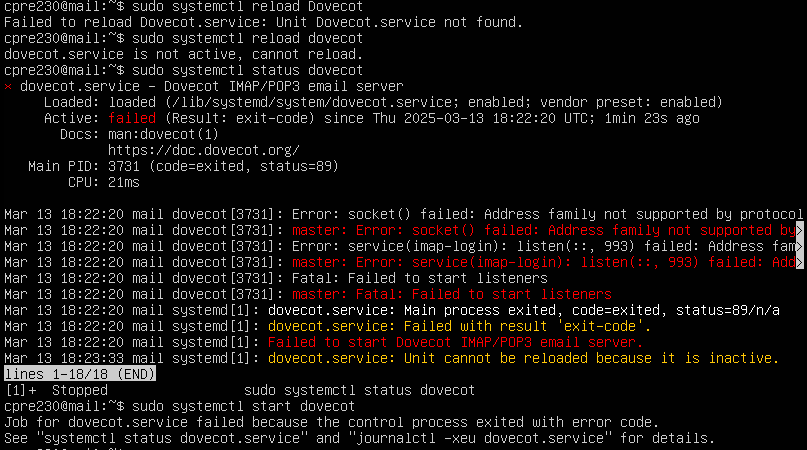 cpre230@mail:~$ sudo systemctl reload Dovecot
Failed to reload Dovecot.service: Unit Dovecot.service not found.
cpre230@mail:~$ sudo systemctl reload dovecot
dovecot.service is not active, cannot reload.
cpre230@mail:~$ sudo systemctl status dovecot
× dovecot.service - Dovecot IMAP/POP3 email server
     Loaded: loaded (/lib/systemd/system/dovecot.service; enabled; vendor preset: enabled)
     Active: failed (Result: exit-code) since Thu 2025-03-13 18:22:20 UTC; 1min 23s ago
       Docs: man:dovecot(1)
             https://doc.dovecot.org/
   Main PID: 3731 (code=exited, status=89)
        CPU: 21ms

Mar 13 18:22:20 mail dovecot[3731]: Error: socket() failed: Address family not supported by protocol
Mar 13 18:22:20 mail dovecot[3731]: master: Error: socket() failed: Address family not supported by>
Mar 13 18:22:20 mail dovecot[3731]: Error: service(imap-login): listen(::, 993) failed: Address fam>
Mar 13 18:22:20 mail dovecot[3731]: master: Error: service(imap-login): listen(::, 993) failed: Add>
Mar 13 18:22:20 mail dovecot[3731]: Fatal: Failed to start listeners
Mar 13 18:22:20 mail dovecot[3731]: master: Fatal: Failed to start listeners
Mar 13 18:22:20 mail systemd[1]: dovecot.service: Main process exited, code=exited, status=89/n/a
Mar 13 18:22:20 mail systemd[1]: dovecot.service: Failed with result 'exit-code'.
Mar 13 18:22:20 mail systemd[1]: Failed to start Dovecot IMAP/POP3 email server.
Mar 13 18:23:33 mail systemd[1]: dovecot.service: Unit cannot be reloaded because it is inactive.
lines 1-18/18 (END)
[1]+  Stopped                 sudo systemctl status dovecot
cpre230@mail:~$ sudo systemctl start dovecot
Job for dovecot.service failed because the control process exited with error code.
See "systemctl status dovecot.service" and "journalctl -xeu dovecot.service" for details.